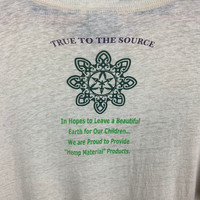 TRUE TO THE SOURCE
In Hopes to Leave a Beautiful
Earth for Our Children...
We are Proud to Provide
"Hemp Material" Products.